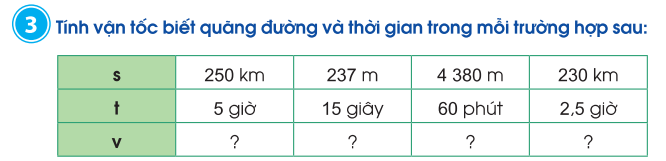 3 Tính vận tốc biết quãng đường và thời gian trong mỗi trường hợp sau:
s 250 km 237 m 4 380 m 230 km
t 5 giờ 15 giây 60 phút 2,5 giờ
v ? ? ? ?